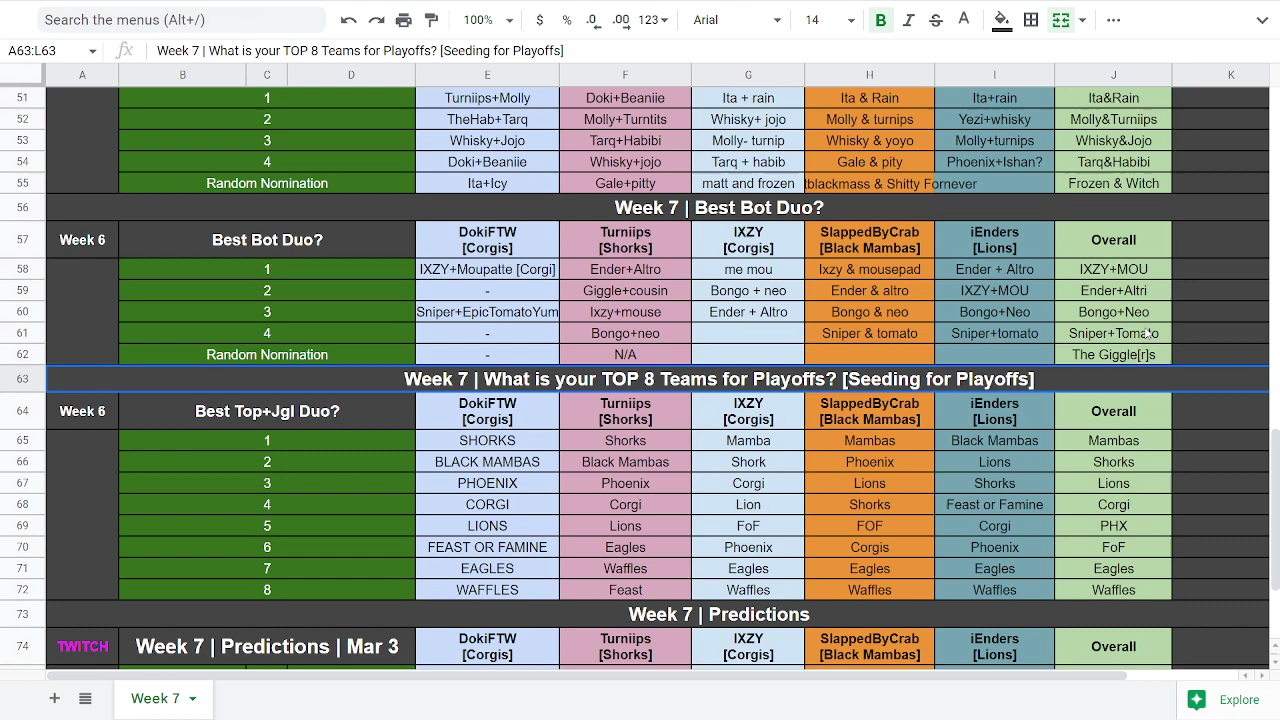 Search the menus (Alt+/)
100% $ % .0 .00 123 Arial 14 B I S A
A63:L63 fx Week 7 | What is your TOP 8 Teams for Playoffs? [Seeding for Playoffs]
A B C D E F G H I J K
51 1 Turniips+Molly Doki+Beaniie Ita + rain Ita & Rain Ita+rain Ita&Rain
52 2 TheHab+Tarq Molly+Turntits Whisky+ jojo Molly & turnips Yezi+whisky Molly&Turniips
53 3 Whisky+Jojo Tarq+Habibi Molly- turnip Whisky & yoyo Molly+turnips Whisky&Jojo
54 4 Doki+Beaniie Whisky+jojo Tarq + habib Gale & pity Phoenix+Ishan? Tarq&Habibi
55 Random Nomination Ita+Icy Gale+pitty matt and frozen tblackmass & Shitty Fornever Frozen & Witch
56 Week 7 | Best Bot Duo?
57 Week 6 Best Bot Duo? DokiFTW [Corgis] Turniips [Shorks] IXZY [Corgis] SlappedByCrab [Black Mambas] iEnders [Lions] Overall
58 1 IXZY+Moupatte [Corgi] Ender+Altro me mou Ixzy & mousepad Ender + Altro IXZY+MOU
59 2 - Giggle+cousin Bongo + neo Ender & altro IXZY+MOU Ender+Altri
60 3 Sniper+EpicTomatoYum Ixzy+mouse Ender + Altro Bongo & neo Bongo+Neo Bongo+Neo
61 4 - Bongo+neo Sniper & tomato Sniper+tomato Sniper+Tomato
62 Random Nomination - N/A The Giggle[r]s
63 Week 7 | What is your TOP 8 Teams for Playoffs? [Seeding for Playoffs]
64 Week 6 Best Top+Jgl Duo? DokiFTW [Corgis] Turniips [Shorks] IXZY [Corgis] SlappedByCrab [Black Mambas] iEnders [Lions] Overall
65 1 SHORKS Shorks Mamba Mambas Black Mambas Mambas
66 2 BLACK MAMBAS Black Mambas Shork Phoenix Lions Shorks
67 3 PHOENIX Phoenix Corgi Lions Shorks Lions
68 4 CORGI Corgi Lion Shorks Feast or Famine Corgi
69 5 LIONS Lions FoF FOF Corgi PHX
70 6 FEAST OR FAMINE Eagles Phoenix Corgis Phoenix FoF
71 7 EAGLES Waffles Eagles Eagles Eagles Eagles
72 8 WAFFLES Feast Waffles Waffles Waffles Waffles
73 Week 7 | Predictions
74 TWITCH Week 7 | Predictions | Mar 3 DokiFTW [Corgis] Turniips [Shorks] IXZY [Corgis] SlappedByCrab [Black Mambas] iEnders [Lions] Overall
Week 7 Explore